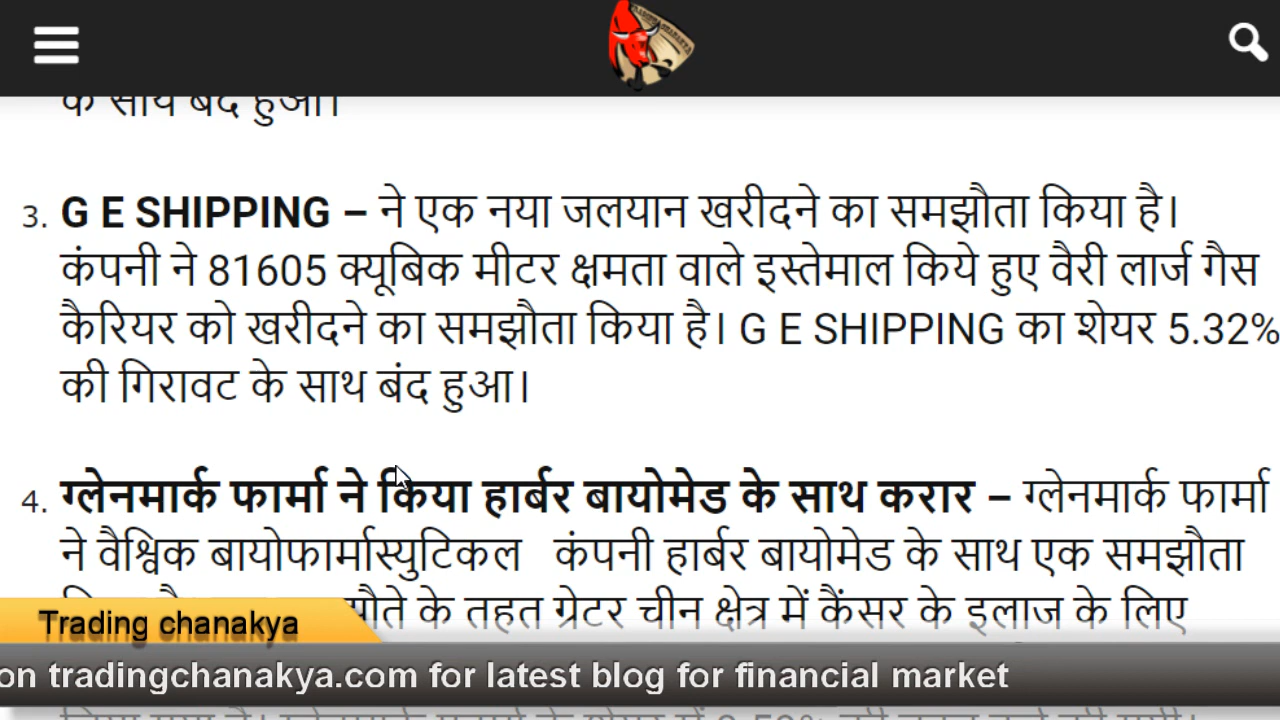 के साथ बंद हुआ।
3. G E SHIPPING – ने एक नया जलयान खरीदने का समझौता किया है।
कंपनी ने 81605 क्यूबिक मीटर क्षमता वाले इस्तेमाल किये हुए वैरी लार्ज गैस
कैरियर को खरीदने का समझौता किया है। G E SHIPPING का शेयर 5.32%
की गिरावट के साथ बंद हुआ।
4. ग्लेनमार्क फार्मा ने किया हार्बर बायोमेड के साथ करार – ग्लेनमार्क फार्मा
ने वैश्विक बायोफार्मास्युटिकल कंपनी हार्बर बायोमेड के साथ एक समझौता
के तहत ग्रेटर चीन क्षेत्र में कैंसर के इलाज के लिए
Trading chanakya
on tradingchanakya.com for latest blog for financial market